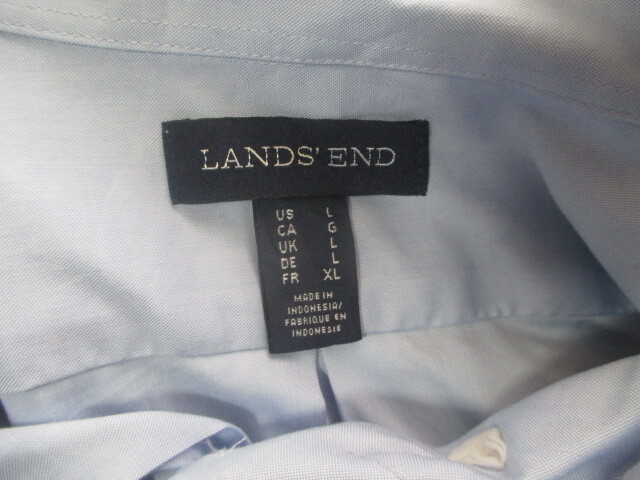 LANDS' END
US L
CA G
UK L
DE L
FR XL
MADE IN
INDONESIA/
FABRIQUE EN
INDONESIE